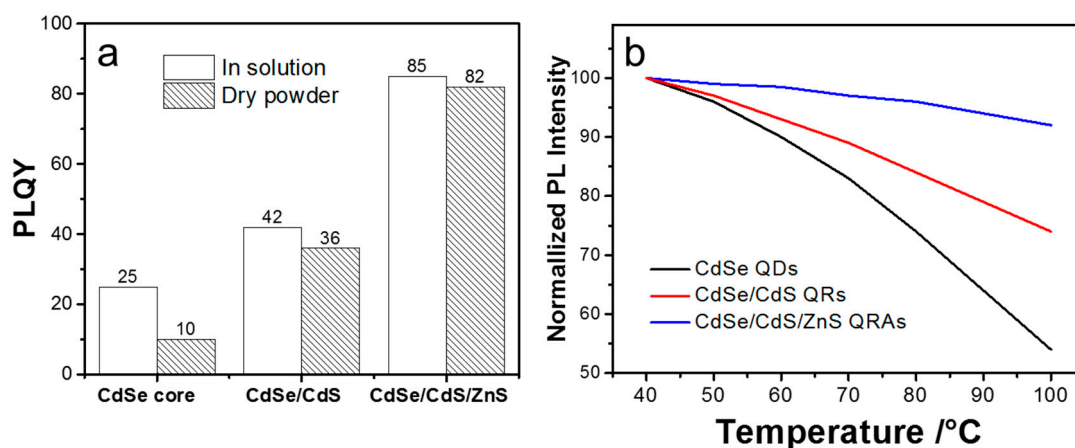 a
In solution
Dry powder
PLQY
100
80
60
40
20
0
25
10
42
36
85
82
CdSe core
CdSe/CdS
CdSe/CdS/ZnS
b
Normallized PL Intensity
100
90
80
70
60
50
CdSe QDs
CdSe/CdS QRs
CdSe/CdS/ZnS QRAs
40 50 60 70 80 90 100
Temperature /°C